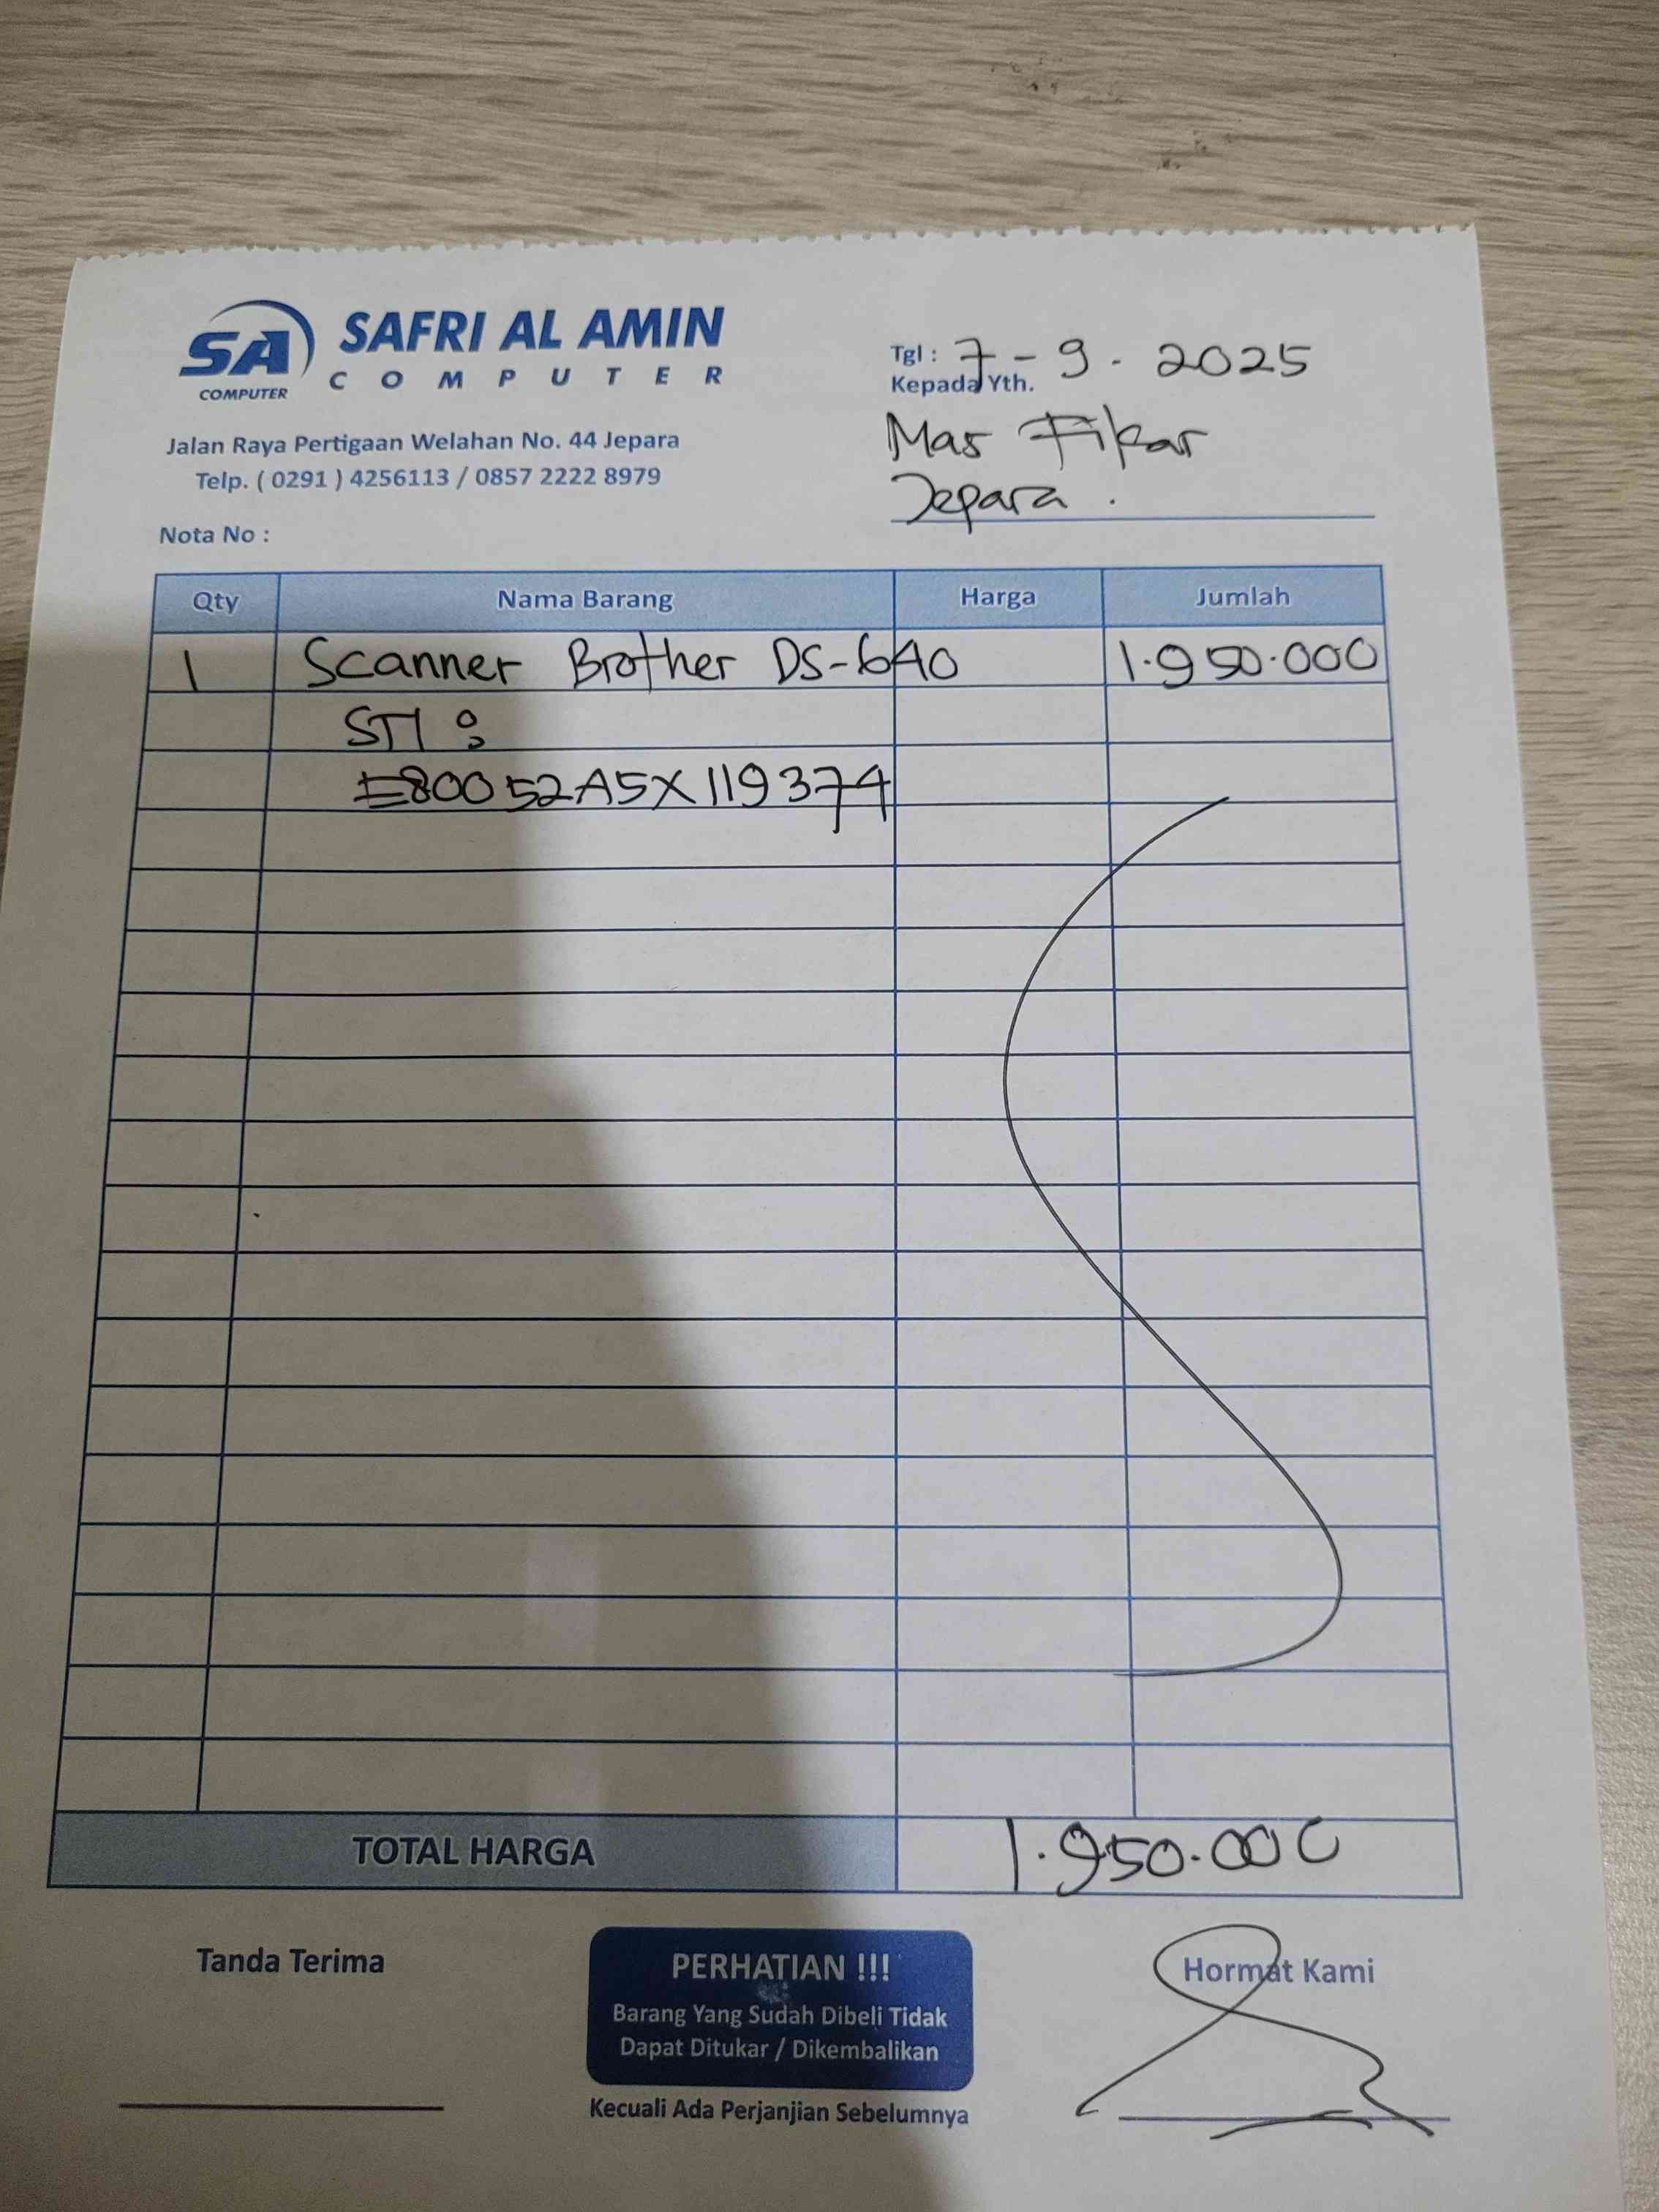 SA
COMPUTER
SAFRI AL AMIN
COMPUTER
Jalan Raya Pertigaan Welahan No. 44 Jepara
Telp. ( 0291 ) 4256113 / 0857 2222 8979
Nota No :
Tgl : 7 - 9 - 2025
Kepada Yth.
Mas Fikar
Jepara .
Qty Nama Barang Harga Jumlah
1 Scanner Brother DS-640 1.950.000
E80052A5X119374
TOTAL HARGA 1.950.000
Tanda Terima
PERHATIAN !!!
Barang Yang Sudah Dibeli Tidak
Dapat Ditukar / Dikembalikan
Kecuali Ada Perjanjian Sebelumnya
Hormat Kami